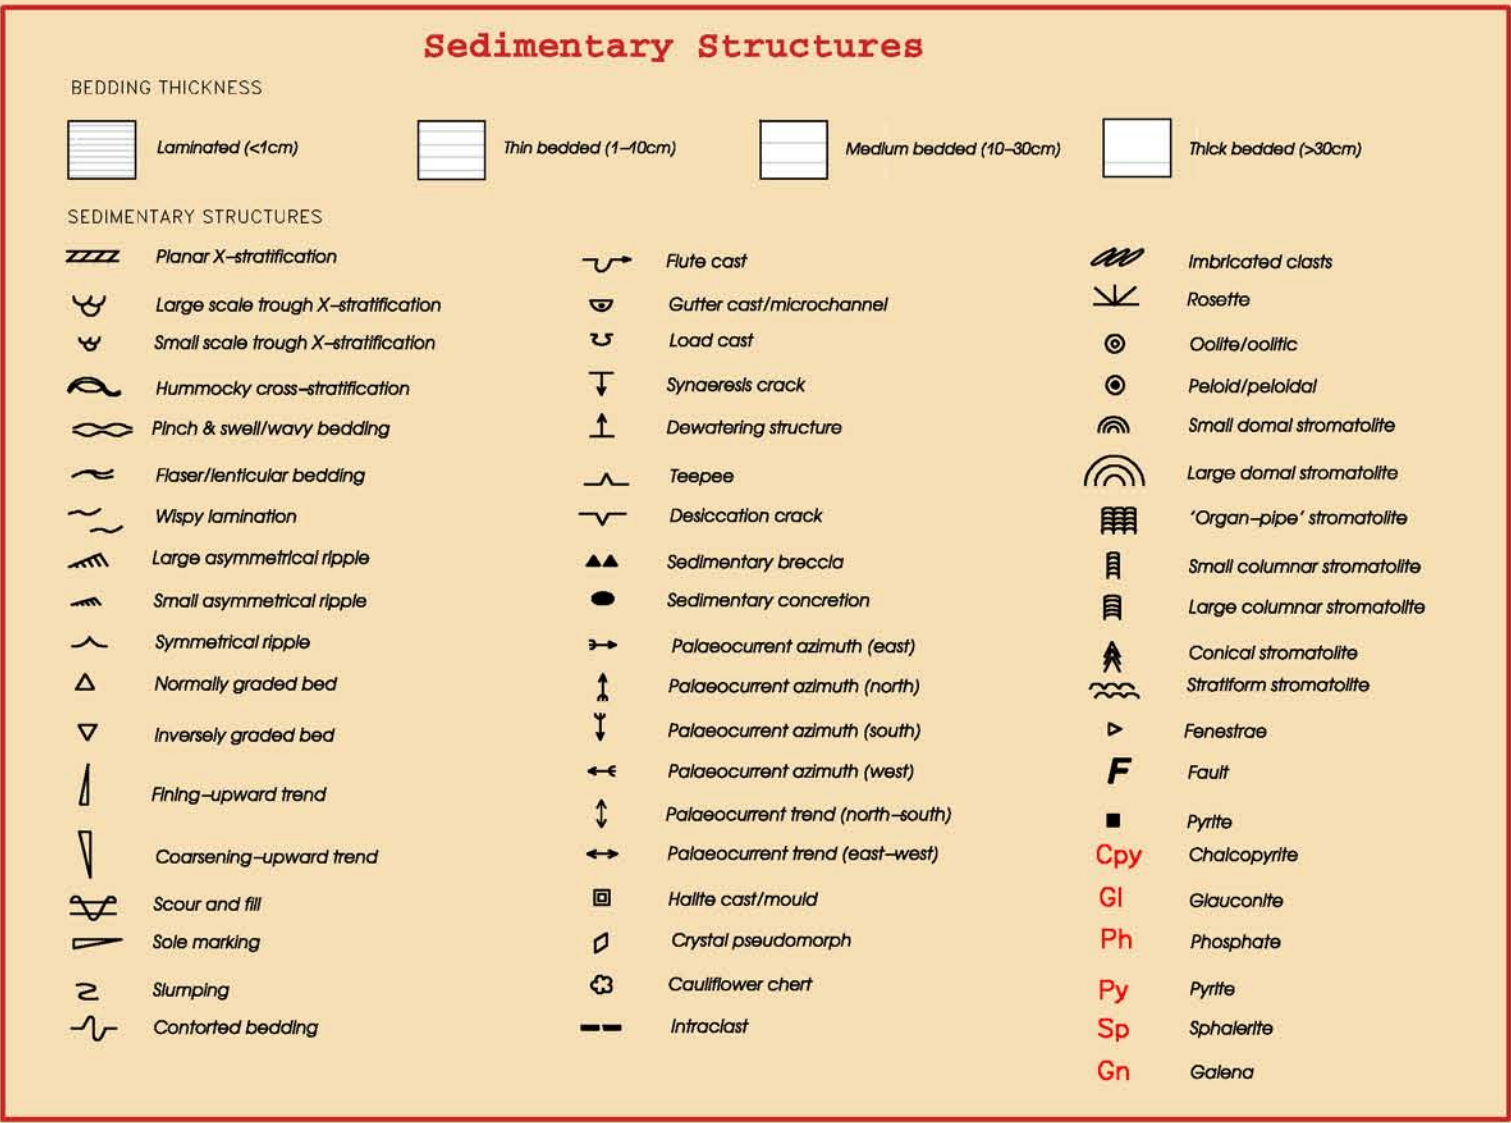 Sedimentary Structures
BEDDING THICKNESS
Laminated (<1cm)
Thin bedded (1–10cm)
Medium bedded (10–30cm)
Thick bedded (>30cm)
SEDIMENTARY STRUCTURES
Planar X–stratification
Large scale trough X–stratification
Small scale trough X–stratification
Hummocky cross–stratification
Pinch & swell/wavy bedding
Flaser/lenticular bedding
Wispy lamination
Large asymmetrical ripple
Small asymmetrical ripple
Symmetrical ripple
Normally graded bed
Inversely graded bed
Fining–upward trend
Coarsening–upward trend
Scour and fill
Sole marking
Slumping
Contorted bedding
Flute cast
Gutter cast/microchannel
Load cast
Synaeresis crack
Dewatering structure
Teepee
Desiccation crack
Sedimentary breccia
Sedimentary concretion
Palaeocurrent azimuth (east)
Palaeocurrent azimuth (north)
Palaeocurrent azimuth (south)
Palaeocurrent azimuth (west)
Palaeocurrent trend (north–south)
Palaeocurrent trend (east–west)
Halite cast/mould
Crystal pseudomorph
Cauliflower chert
Intraclast
Imbricated clasts
Rosette
Oolite/oolitic
Peloid/peloidal
Small domal stromatolite
Large domal stromatolite
'Organ–pipe' stromatolite
Small columnar stromatolite
Large columnar stromatolite
Conical stromatolite
Stratiform stromatolite
Fenestrae
F Fault
Pyrite
Cpy Chalcopyrite
Gl Glauconite
Ph Phosphate
Py Pyrite
Sp Sphalerite
Gn Galena